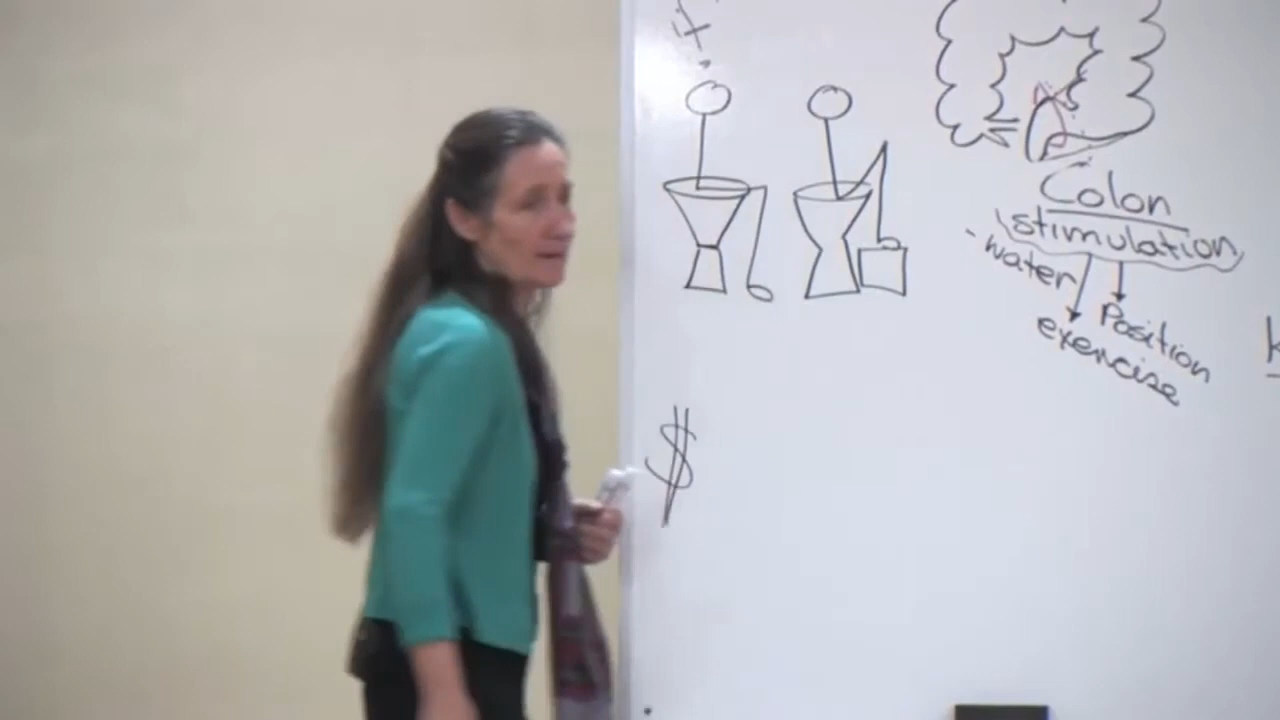 $
Colon
stimulation
- water
Position
exercise